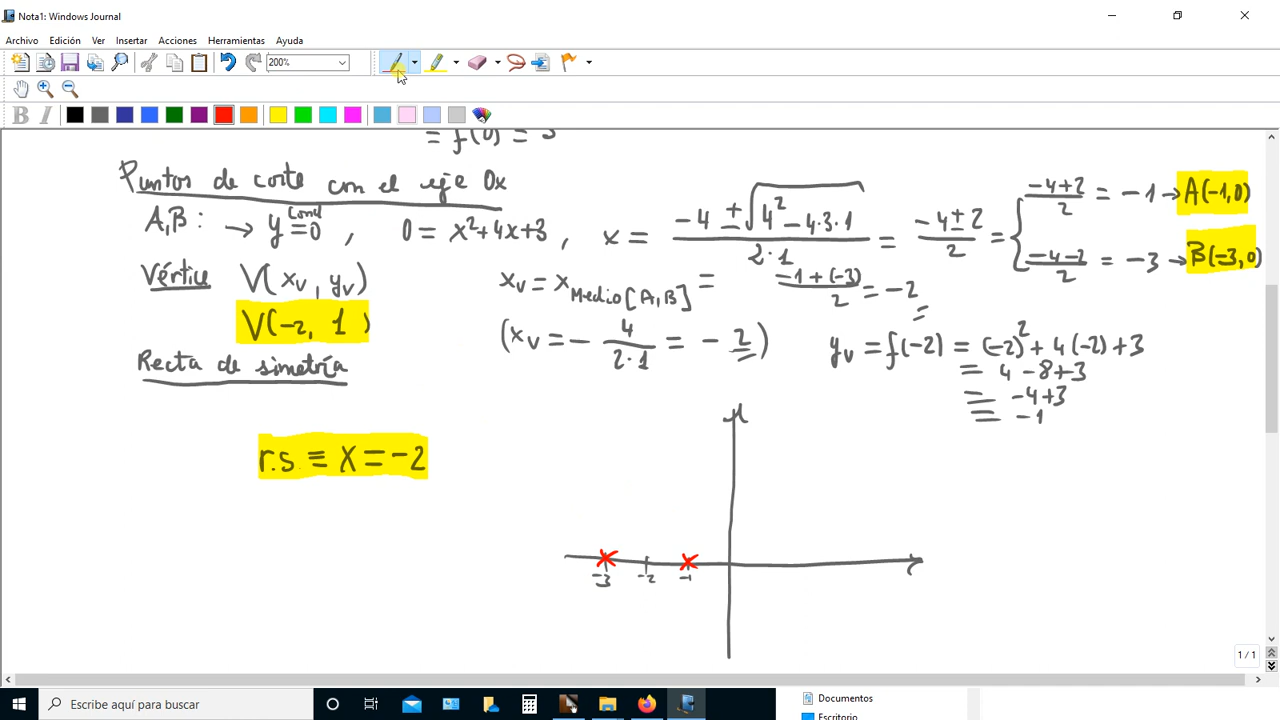 Nota1: Windows Journal
Archivo Edición Ver Insertar Acciones Herramientas Ayuda
200%
B I
= f(0) = 3
Puntos de corte con el eje Ox
A,B: → y = 0 , 0 = x²+4x+3 , x = (-4 ± √(4² - 4·3·1)) / (2·1) = (-4 ± 2) / 2 = { (-4+2) / 2 = -1 → A(-1,0)
(-4-2) / 2 = -3 → B(-3,0)
Vértice V(xv, yv) xv = x Medio[A,B] = (-1+(-3)) / 2 = -2
V(-2, 1 )
(xv = - 4 / (2·1) = -2) yv = f(-2) = (-2)² + 4(-2) + 3
= 4 - 8 + 3
= -4+3
= -1
Recta de simetría
r.s. ≡ X = -2
-3 -2 -1
1 / 1
Escribe aquí para buscar
Documentos
Escritorio